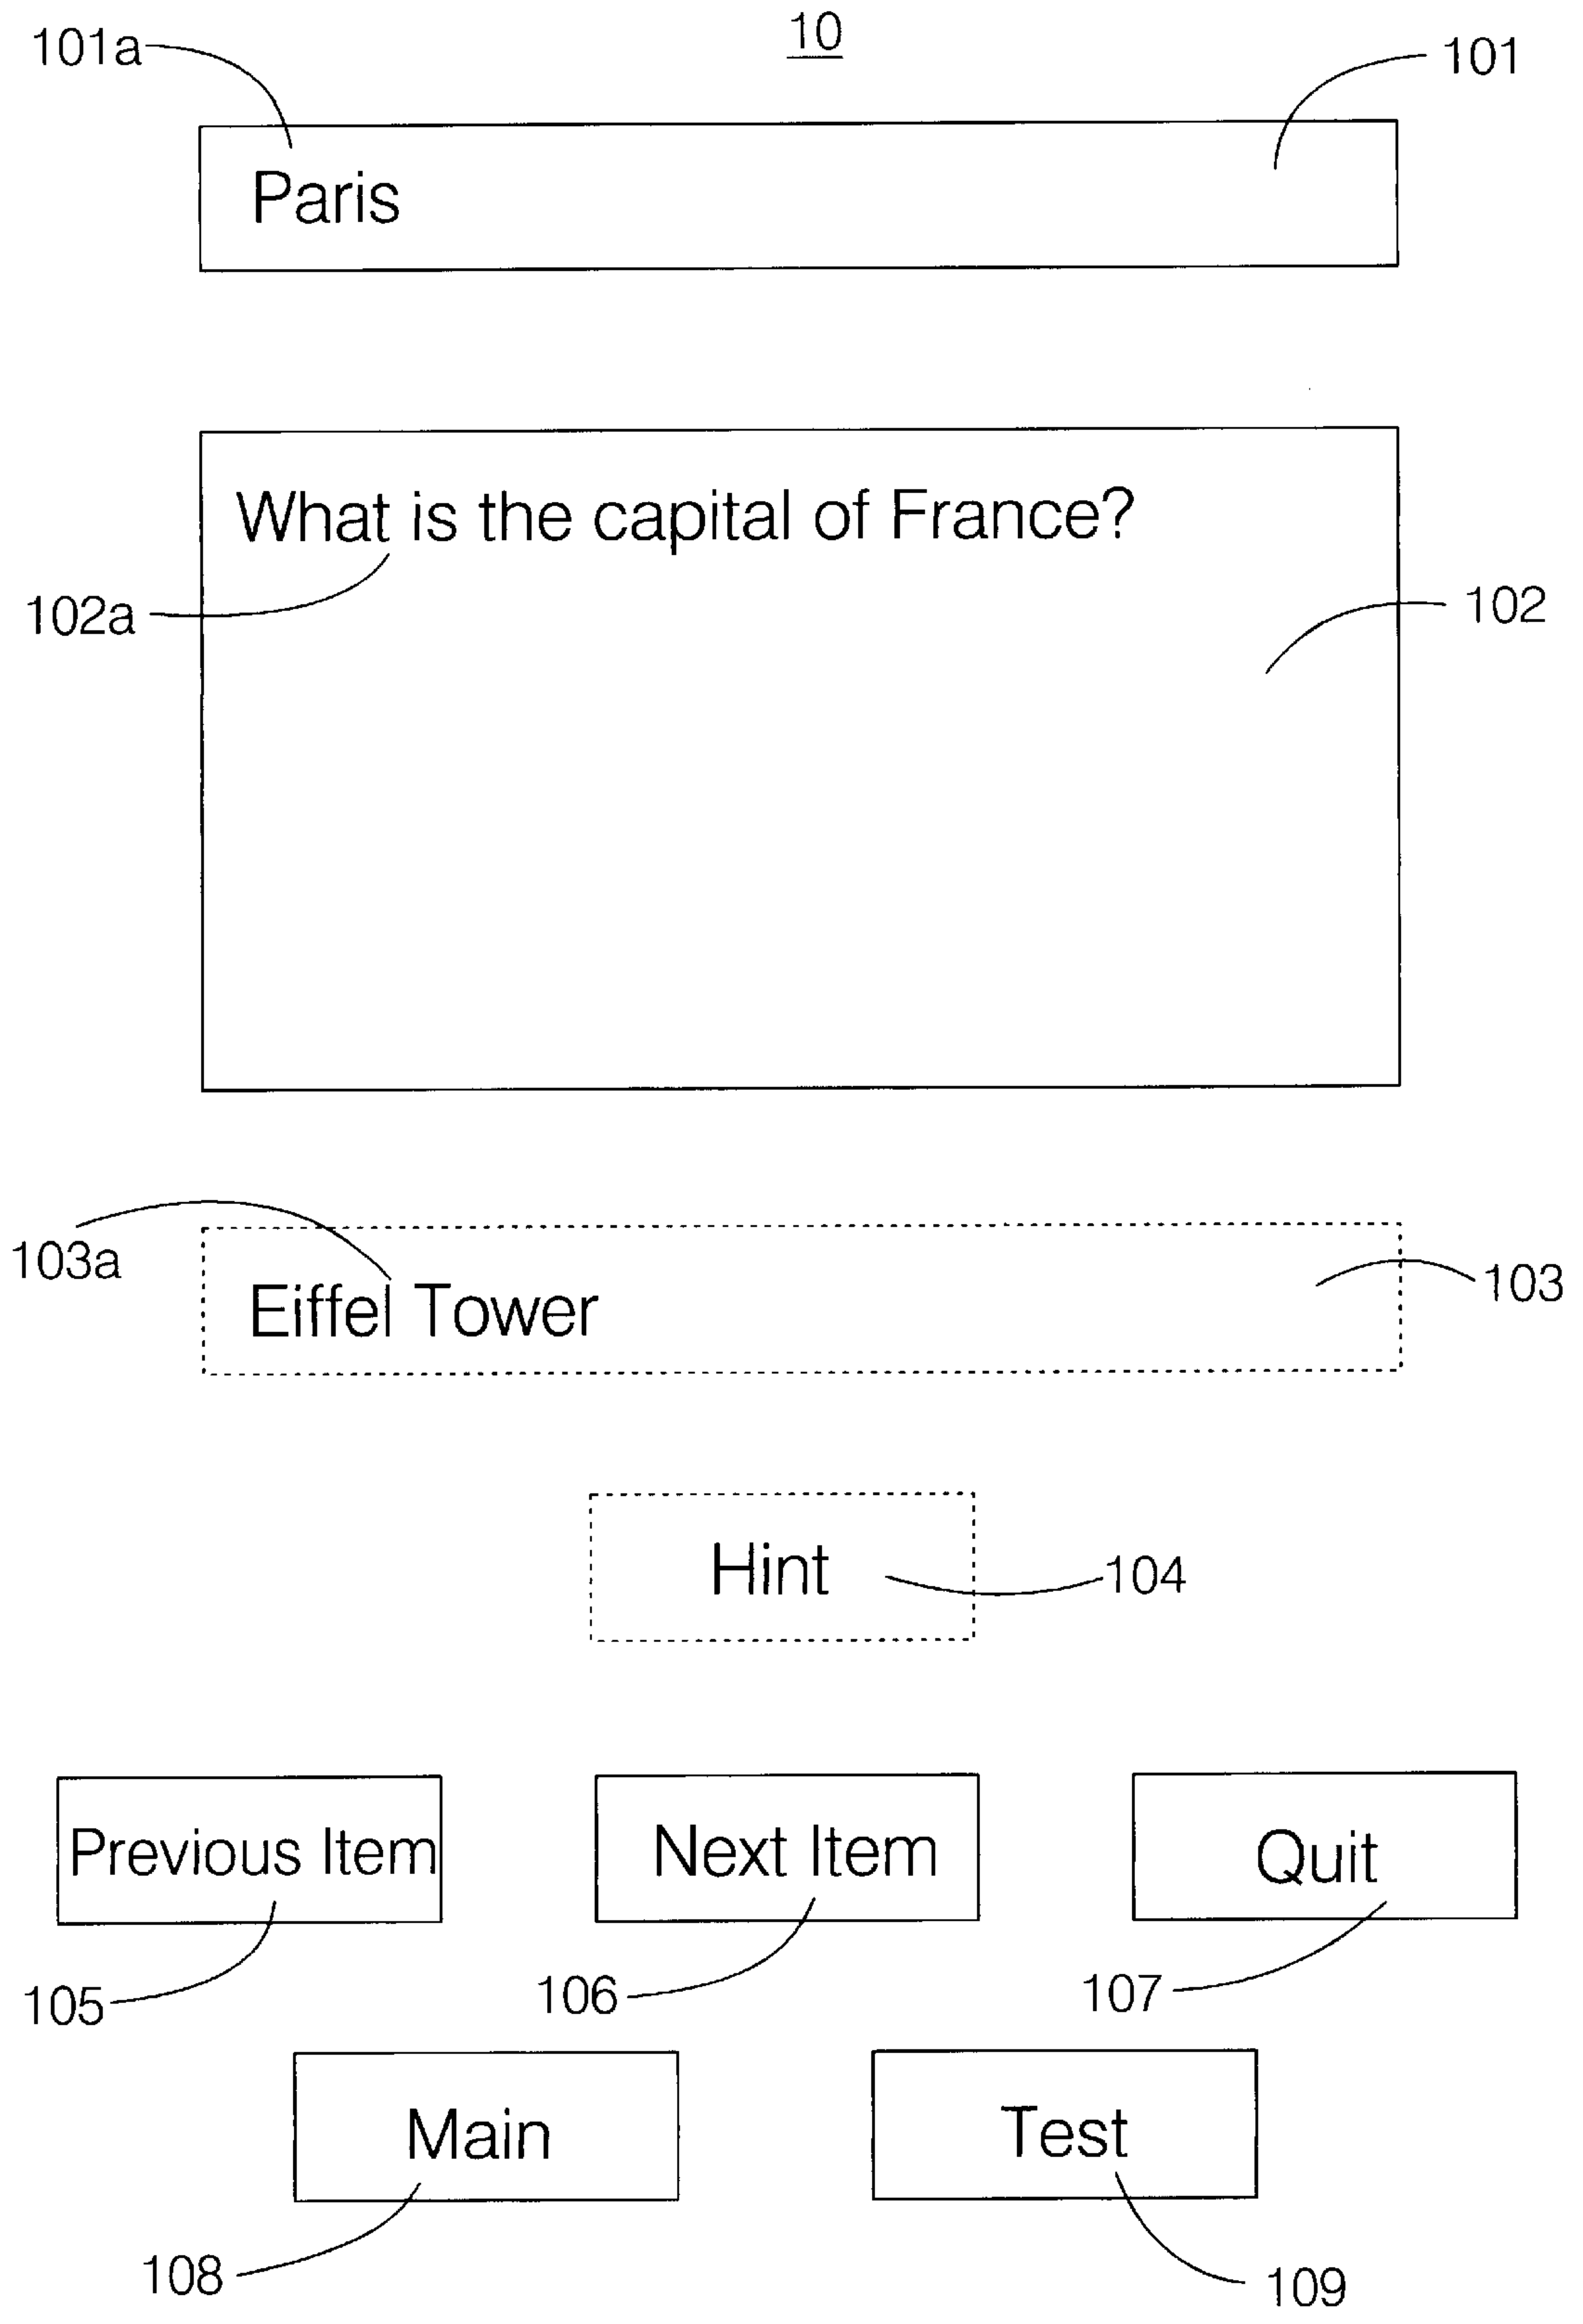 10
101a
101
Paris
What is the capital of France?
102a
102
103a
103
Eiffel Tower
Hint
104
Previous Item
Next Item
Quit
105
106
107
Main
Test
108
109